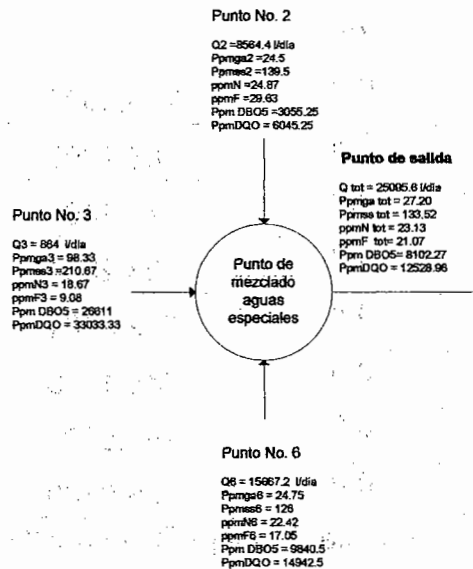 Punto No. 2
Q2 =8564.4 l/dia
Ppmga2 =24.5
Ppmss2 =139.5
ppmN =24.87
ppmF =29.63
Ppm DBO5 =3055.25
PpmDQO =6045.25
Punto de salida
Q tot = 25095.6 l/dia
Ppmga tot = 27.20
Ppmss tot = 133.52
ppmN tot = 23.13
ppmF tot= 21.07
Ppm DBO5= 8102.27
PpmDQO = 12528.96
Punto No. 3
Q3 = 864 l/dia
Ppmga3 = 98.33
Ppmss3 =210.67
ppmN3 = 18.67
ppmF3 = 9.08
Ppm DBO5 = 26811
PpmDQO = 33033.33
Punto de
mezclado
aguas
especiales
Punto No. 6
Q6 = 15667.2 l/dia
Ppmga6 = 24.75
Ppmss6 = 126
ppmN6 = 22.42
ppmF6 = 17.05
Ppm DBO5 = 9840.5
PpmDQO = 14942.5